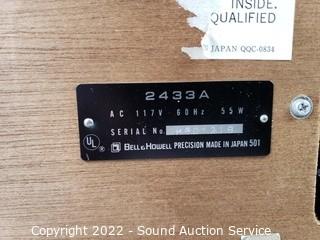 INSIDE.
QUALIFIED
JAPAN QQC-0834
2433A
AC 117V 60Hz 55W
SERIAL No.
UL
BELL & HOWELL PRECISION MADE IN JAPAN 501
Copyright 2022 - Sound Auction Service